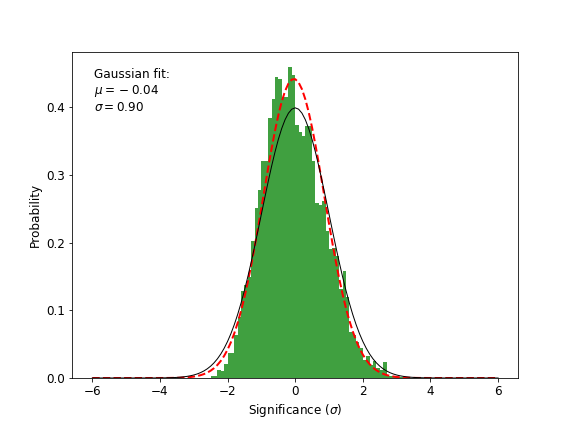 Gaussian fit:
μ = −0.04
σ = 0.90
Probability
0.4
0.3
0.2
0.1
0.0
−6 −4 −2 0 2 4 6
Significance (σ)